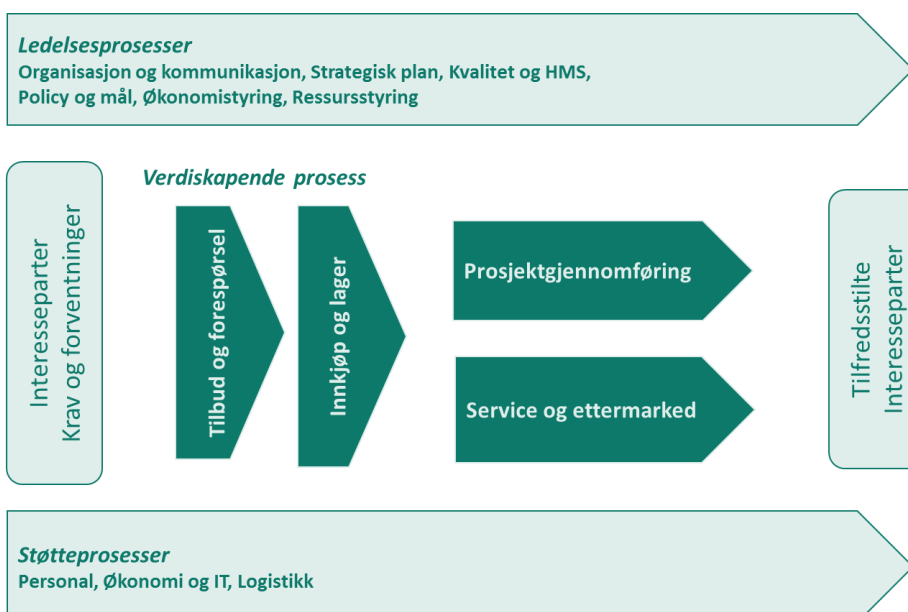 Ledelsesprosesser
Organisasjon og kommunikasjon, Strategisk plan, Kvalitet og HMS,
Policy og mål, Økonomistyring, Ressursstyring
Interesseparter
Krav og forventninger
Verdiskapende prosess
Tilbud og forespørsel
Innkjøp og lager
Prosjektgjennomføring
Service og ettermarked
Tilfredsstilte
Interesseparter
Støtteprosesser
Personal, Økonomi og IT, Logistikk